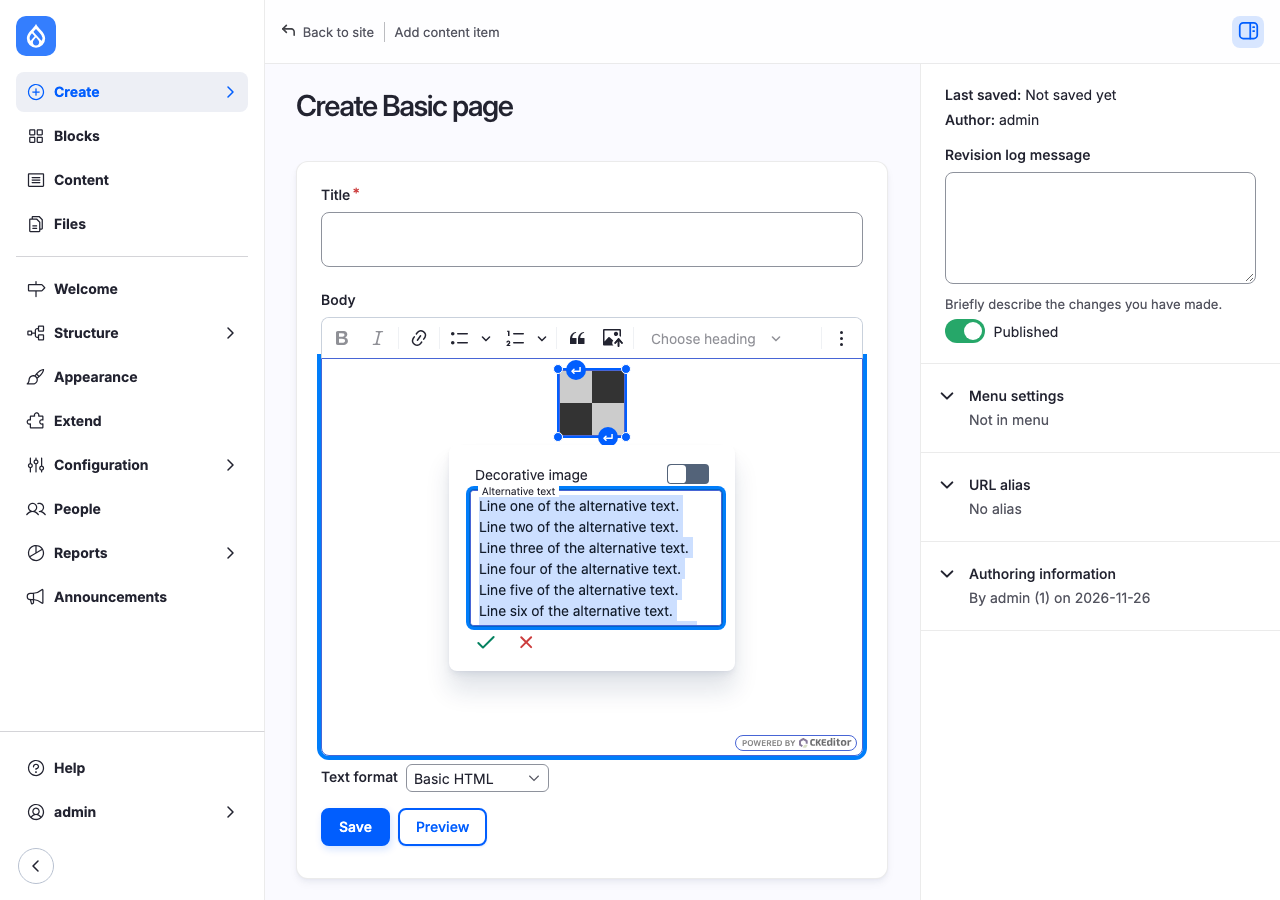 Back to site
Add content item
Create
Blocks
Content
Files
Welcome
Structure
Appearance
Extend
Configuration
People
Reports
Announcements
Help
admin
Create Basic page
Title*
Body
B I
Choose heading
Decorative image
Alternative text
Line one of the alternative text.
Line two of the alternative text.
Line three of the alternative text.
Line four of the alternative text.
Line five of the alternative text.
Line six of the alternative text.
POWERED BY CKEditor
Text format
Basic HTML
Save
Preview
Last saved: Not saved yet
Author: admin
Revision log message
Briefly describe the changes you have made.
Published
Menu settings
Not in menu
URL alias
No alias
Authoring information
By admin (1) on 2026-11-26